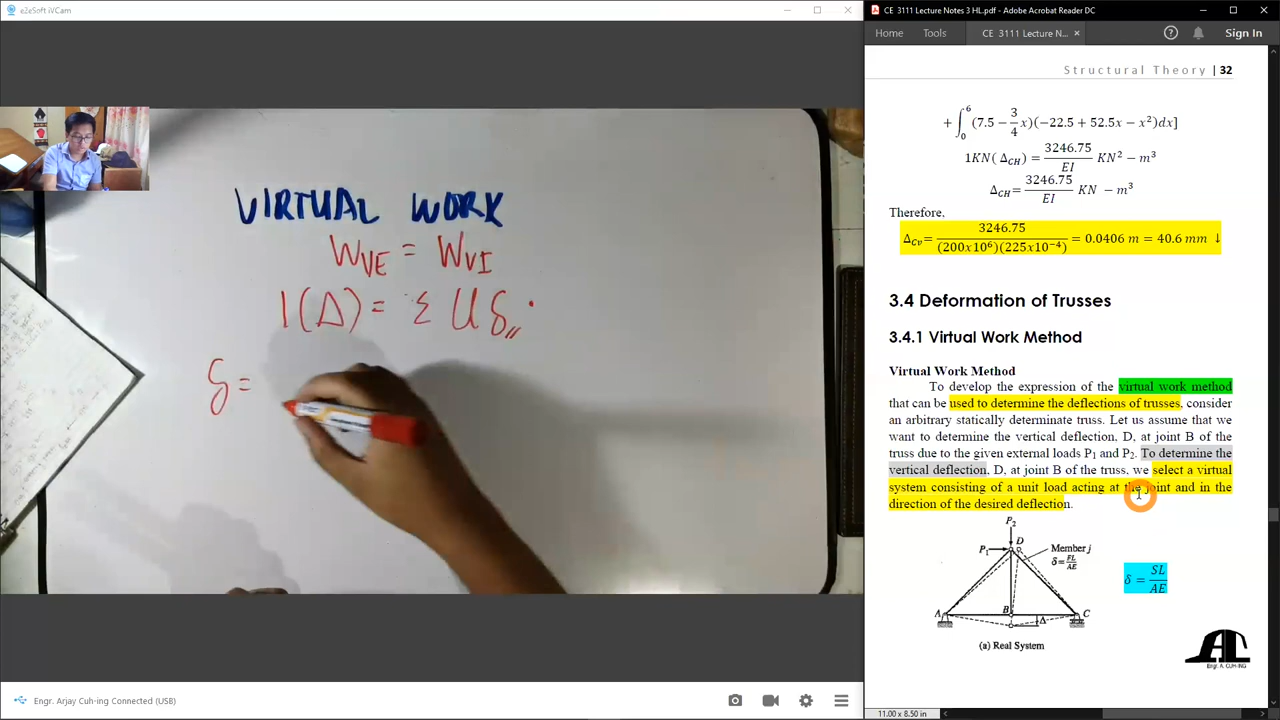 e2eSoft iVCam
VIRTUAL WORK
WVE = WVI
1(Δ) = Σ U δ,,
δ =
Engr. Arjay Cuh-ing Connected (USB)
CE 3111 Lecture Notes 3 HL.pdf - Adobe Acrobat Reader DC
Home Tools CE 3111 Lecture N... × Sign In
Structural Theory | 32
+ ∫₀⁶ (7.5 − 3/4 x)(−22.5 + 52.5x − x²)dx]
1KN( Δ_CH) = 3246.75/EI KN² − m³
Δ_CH= 3246.75/EI KN − m³
Therefore,
Δ_Cv= 3246.75/(200x10⁶)(225x10⁻⁴) = 0.0406 m = 40.6 mm ↓
3.4 Deformation of Trusses
3.4.1 Virtual Work Method
Virtual Work Method
To develop the expression of the virtual work method
that can be used to determine the deflections of trusses, consider
an arbitrary statically determinate truss. Let us assume that we
want to determine the vertical deflection, D, at joint B of the
truss due to the given external loads P₁ and P₂. To determine the
vertical deflection, D, at joint B of the truss, we select a virtual
system consisting of a unit load acting at the joint and in the
direction of the desired deflection.
P₂
P₁ D
Member j
δ = FL/AE
A B Δ C
(a) Real System
δ = SL/AE
Engr. A. CUH-ING
11.00 x 8.50 in